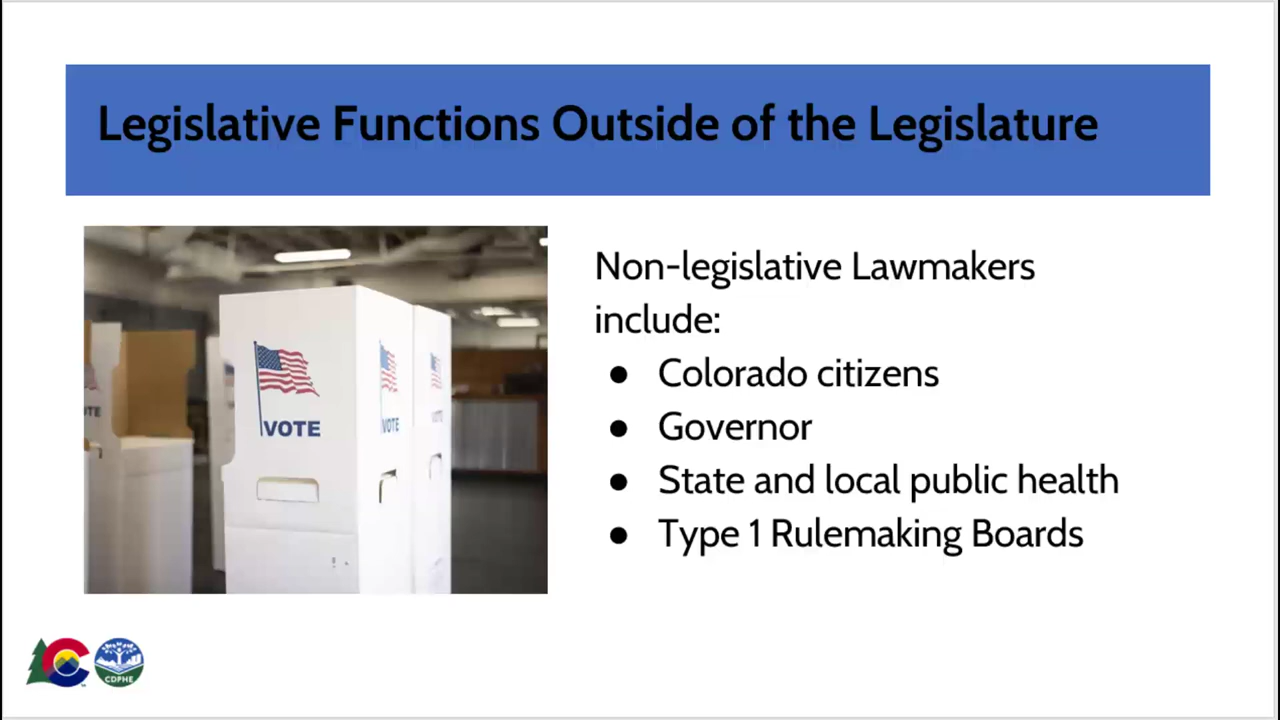 Legislative Functions Outside of the Legislature
Non-legislative Lawmakers
include:
● Colorado citizens
● Governor
● State and local public health
● Type 1 Rulemaking Boards
VOTE
VOTE
CDPHE